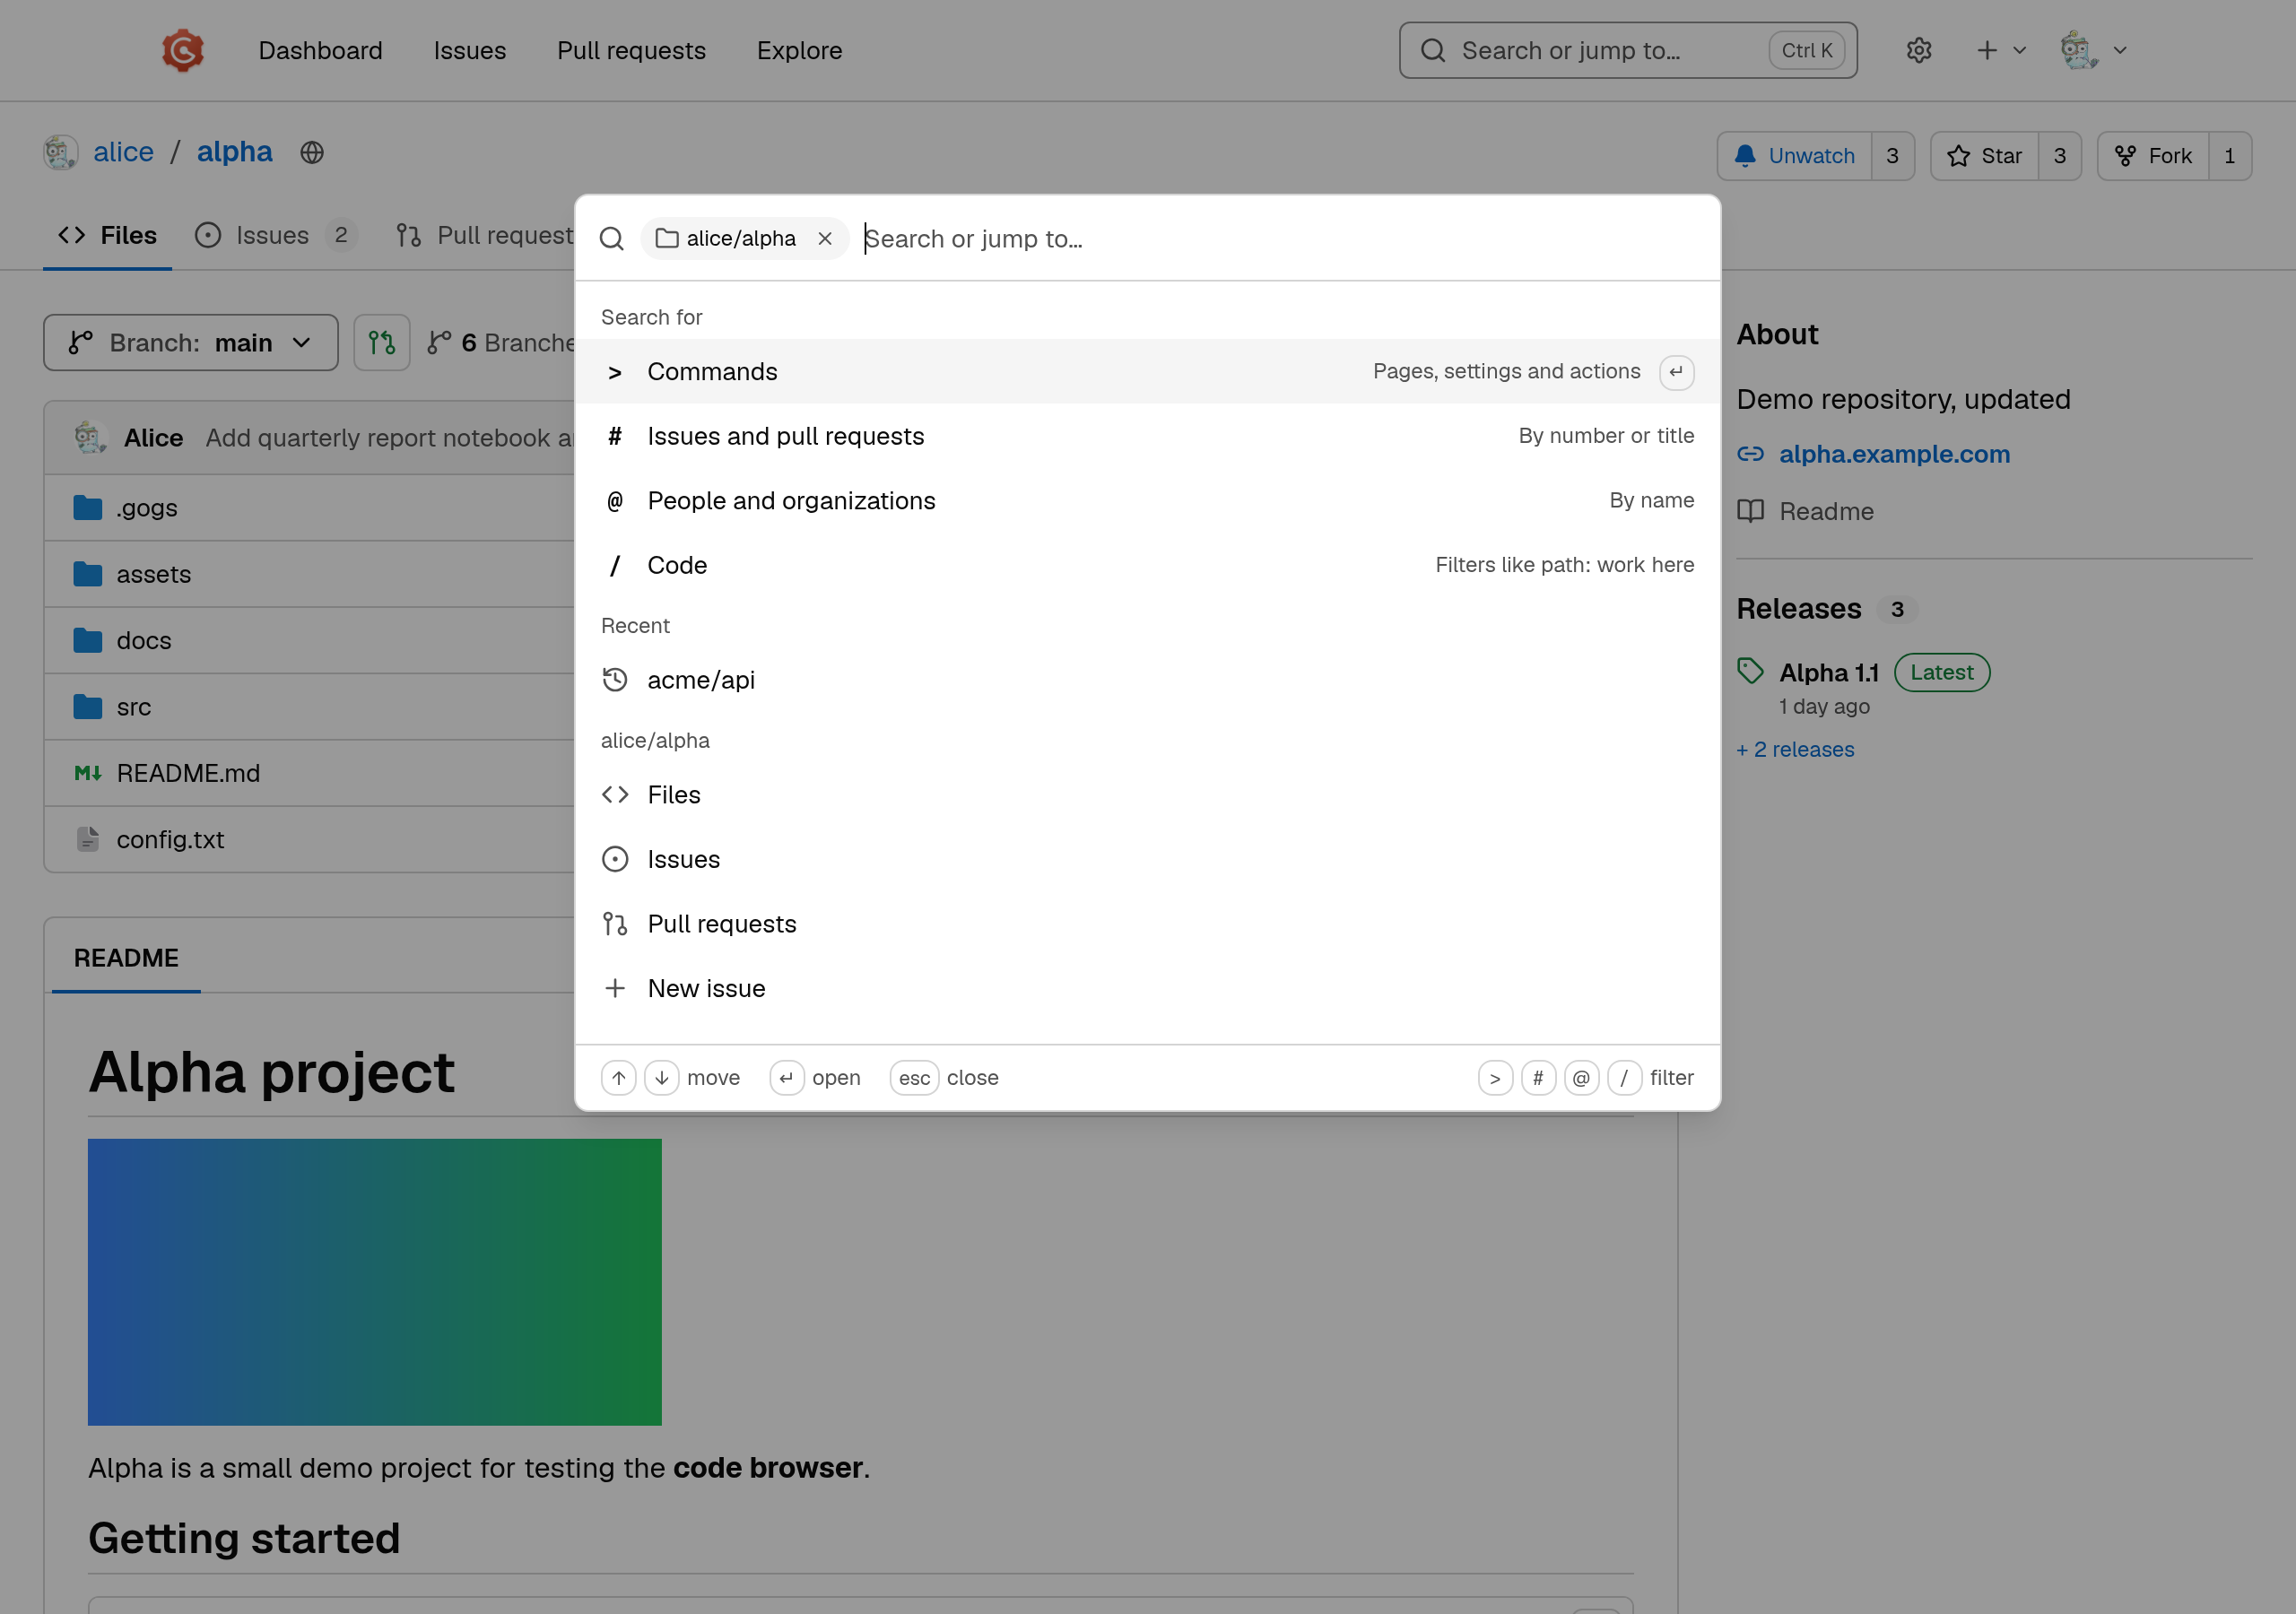 Dashboard Issues Pull requests Explore Search or jump to... Ctrl K
alice / alpha Unwatch 3 Star 3 Fork 1
Files Issues 2 Pull request
alice/alpha Search or jump to...
Search for
> Commands Pages, settings and actions ↵
# Issues and pull requests By number or title
@ People and organizations By name
/ Code Filters like path: work here
Recent
acme/api
alice/alpha
Files
Issues
Pull requests
New issue
↑ ↓ move ↵ open esc close > # @ / filter
Branch: main 6 Branche
Alice Add quarterly report notebook a
.gogs
assets
docs
src
README.md
config.txt
README
Alpha project
Alpha is a small demo project for testing the code browser.
Getting started
About
Demo repository, updated
alpha.example.com
Readme
Releases 3
Alpha 1.1 Latest
1 day ago
+ 2 releases